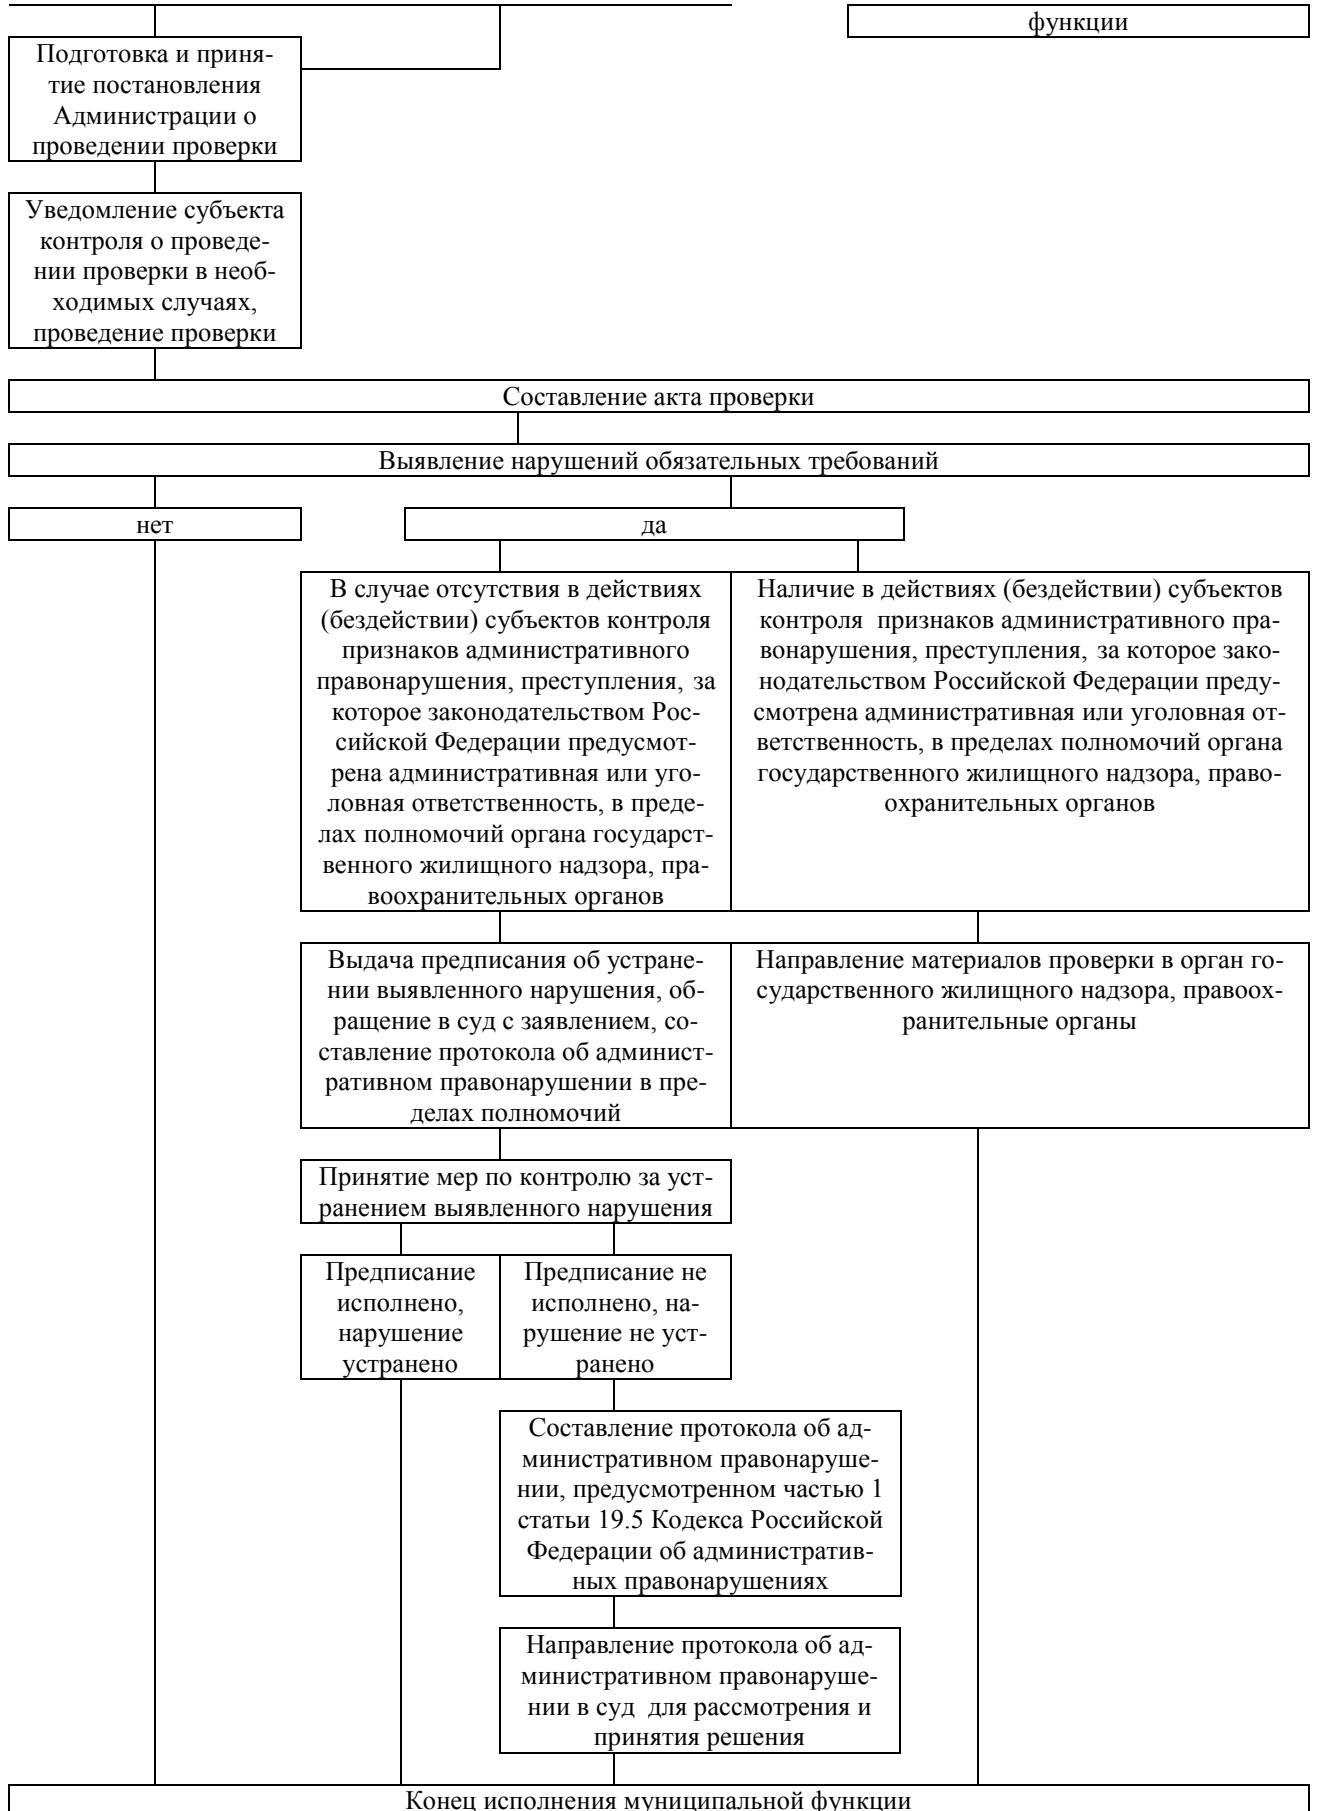 функции
Подготовка и приня-
тие постановления
Администрации о
проведении проверки
Уведомление субъекта
контроля о проведе-
нии проверки в необ-
ходимых случаях,
проведение проверки
Составление акта проверки
Выявление нарушений обязательных требований
нет
да
В случае отсутствия в действиях
(бездействии) субъектов контроля
признаков административного
правонарушения, преступления, за
которое законодательством Рос-
сийской Федерации предусмот-
рена административная или уго-
ловная ответственность, в преде-
лах полномочий органа государст-
венного жилищного надзора, пра-
воохранительных органов
Наличие в действиях (бездействии) субъектов
контроля признаков административного пра-
вонарушения, преступления, за которое зако-
нодательством Российской Федерации преду-
смотрена административная или уголовная от-
ветственность, в пределах полномочий органа
государственного жилищного надзора, право-
охранительных органов
Выдача предписания об устране-
нии выявленного нарушения, об-
ращение в суд с заявлением, со-
ставление протокола об админист-
ративном правонарушении в пре-
делах полномочий
Направление материалов проверки в орган го-
сударственного жилищного надзора, правоох-
ранительные органы
Принятие мер по контролю за уст-
ранением выявленного нарушения
Предписание
исполнено,
нарушение
устранено
Предписание не
исполнено, на-
рушение не уст-
ранено
Составление протокола об ад-
министративном правонаруше-
нии, предусмотренном частью 1
статьи 19.5 Кодекса Российской
Федерации об административ-
ных правонарушениях
Направление протокола об ад-
министративном правонаруше-
нии в суд для рассмотрения и
принятия решения
Конец исполнения муниципальной функции